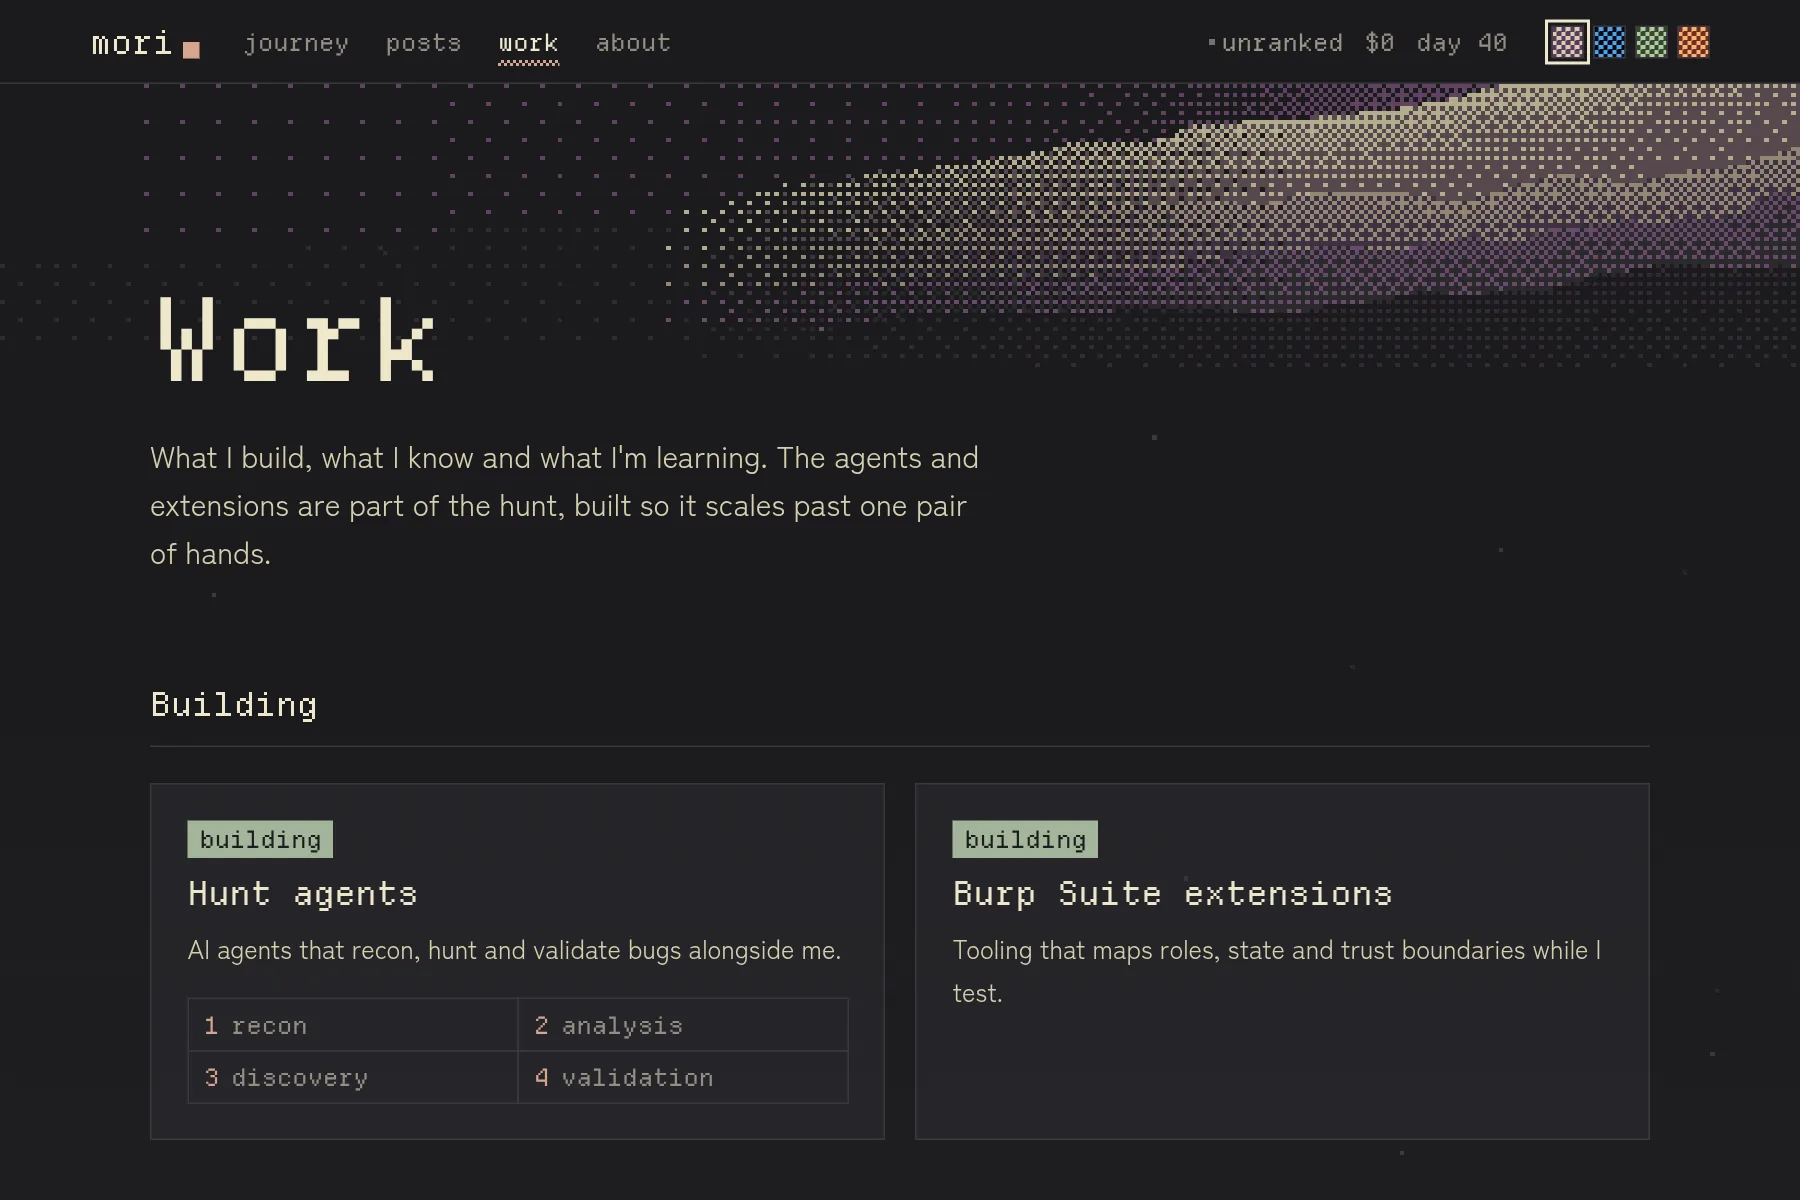 mori journey posts work about unranked $0 day 40
Work
What I build, what I know and what I'm learning. The agents and
extensions are part of the hunt, built so it scales past one pair
of hands.
Building
building
Hunt agents
AI agents that recon, hunt and validate bugs alongside me.
1 recon 2 analysis
3 discovery 4 validation
building
Burp Suite extensions
Tooling that maps roles, state and trust boundaries while I
test.